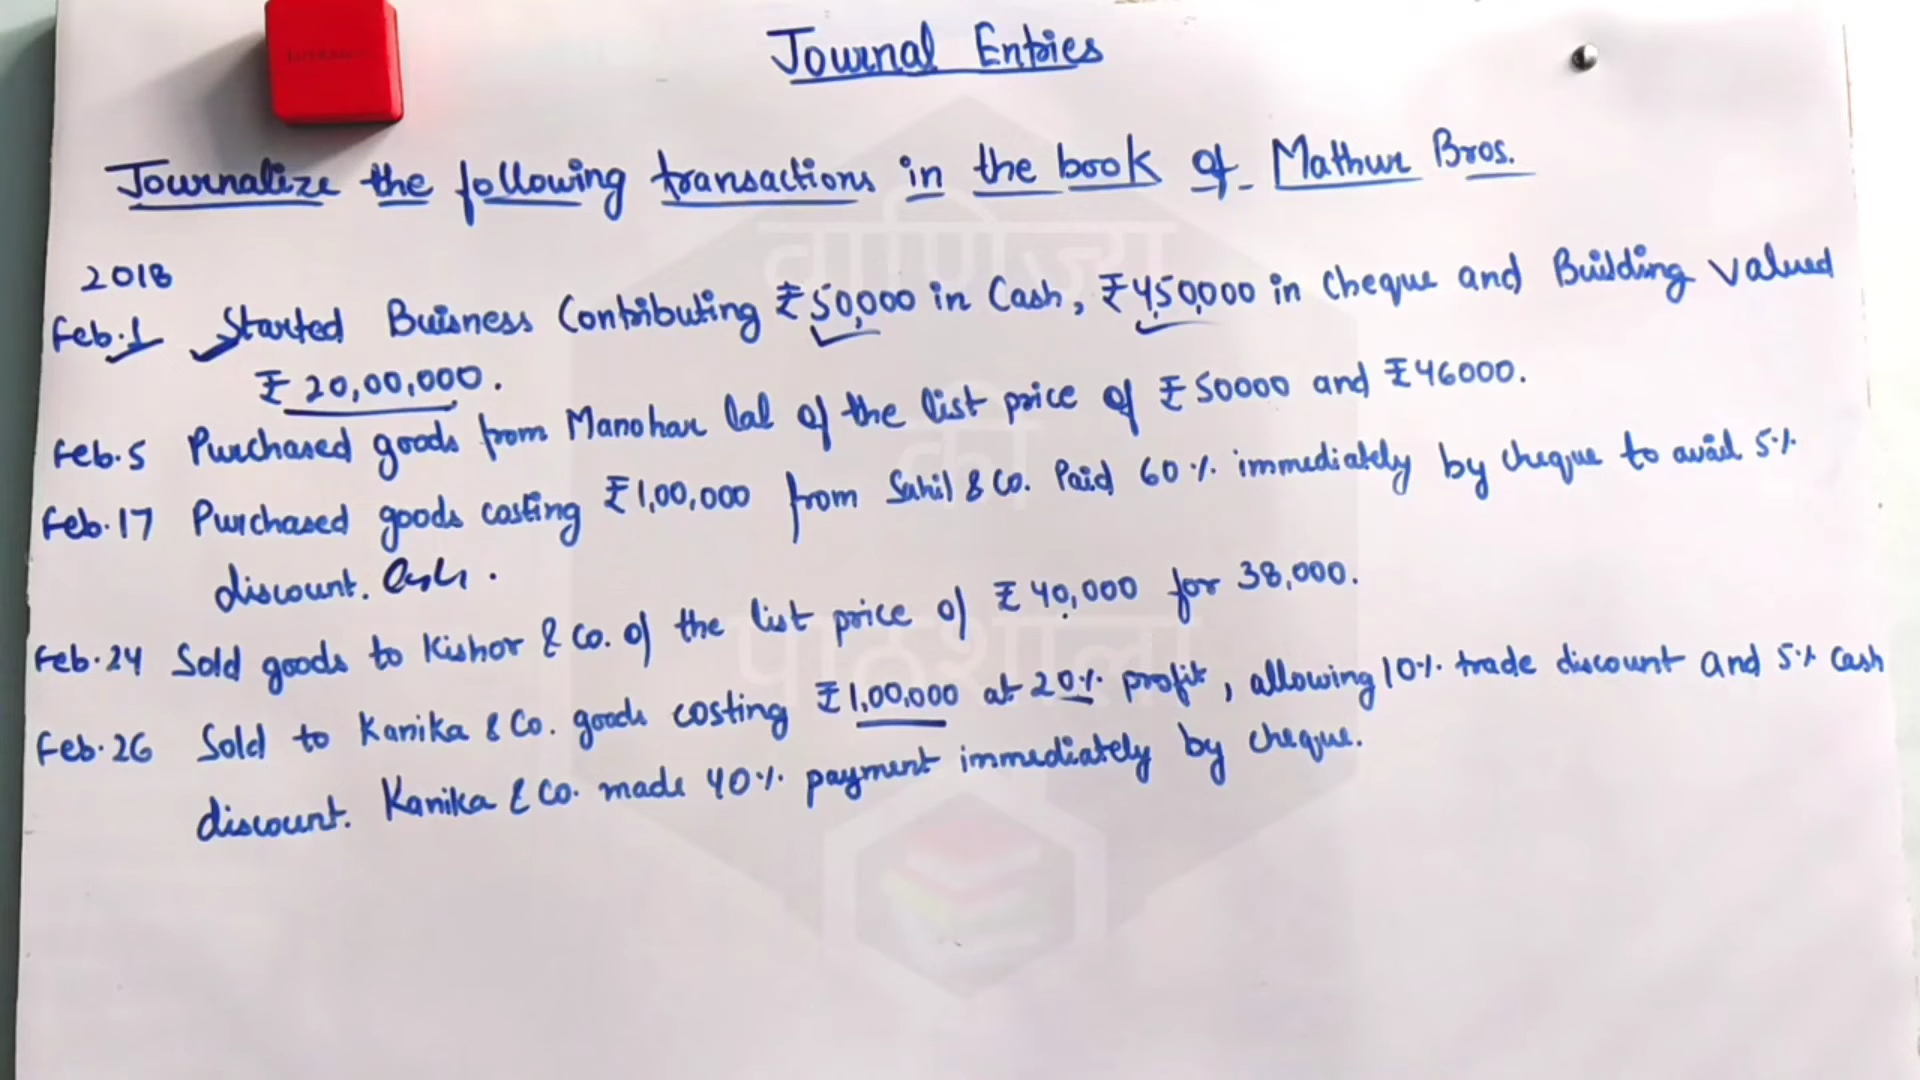 Journal Entries
Journalize the following transactions in the book of Mathur Bros.
2018
Feb.1 Started Buisness Contributing ₹50,000 in Cash, ₹4,50,000 in Cheque and Building valued
₹ 20,00,000.
Feb.5 Purchased goods from Manohar lal of the list price of ₹50000 and ₹46000.
Feb.17 Purchased goods costing ₹1,00,000 from Sahil & Co. Paid 60% immediately by cheque to avail 5%
discount. Cash.
Feb.24 Sold goods to Kishor & Co. of the list price of ₹40,000 for 38,000.
Feb.26 Sold to Kanika & Co. goods costing ₹1,00,000 at 20% profit, allowing 10% trade discount and 5% Cash
discount. Kanika & Co. made 40% payment immediately by cheque.
वाणिज्य
की
पाठशाला